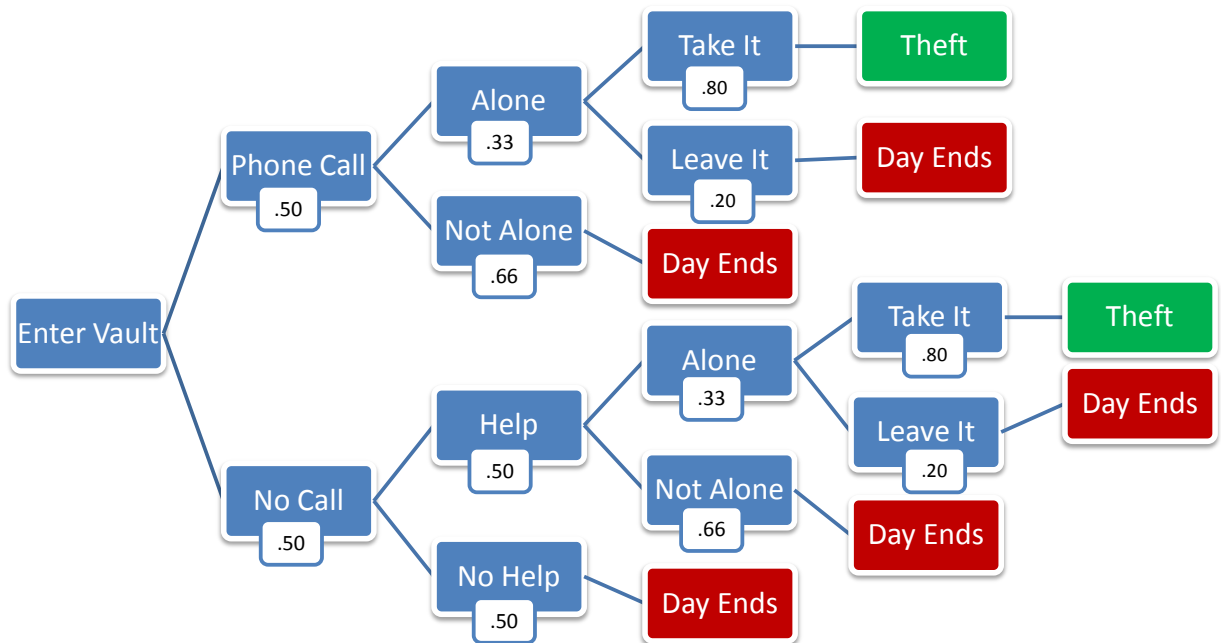 Take It
.80
Theft
Alone
.33
Leave It
.20
Day Ends
Phone Call
.50
Not Alone
.66
Day Ends
Enter Vault
Take It
.80
Theft
Alone
.33
Leave It
.20
Day Ends
Help
.50
Not Alone
.66
Day Ends
No Call
.50
No Help
.50
Day Ends